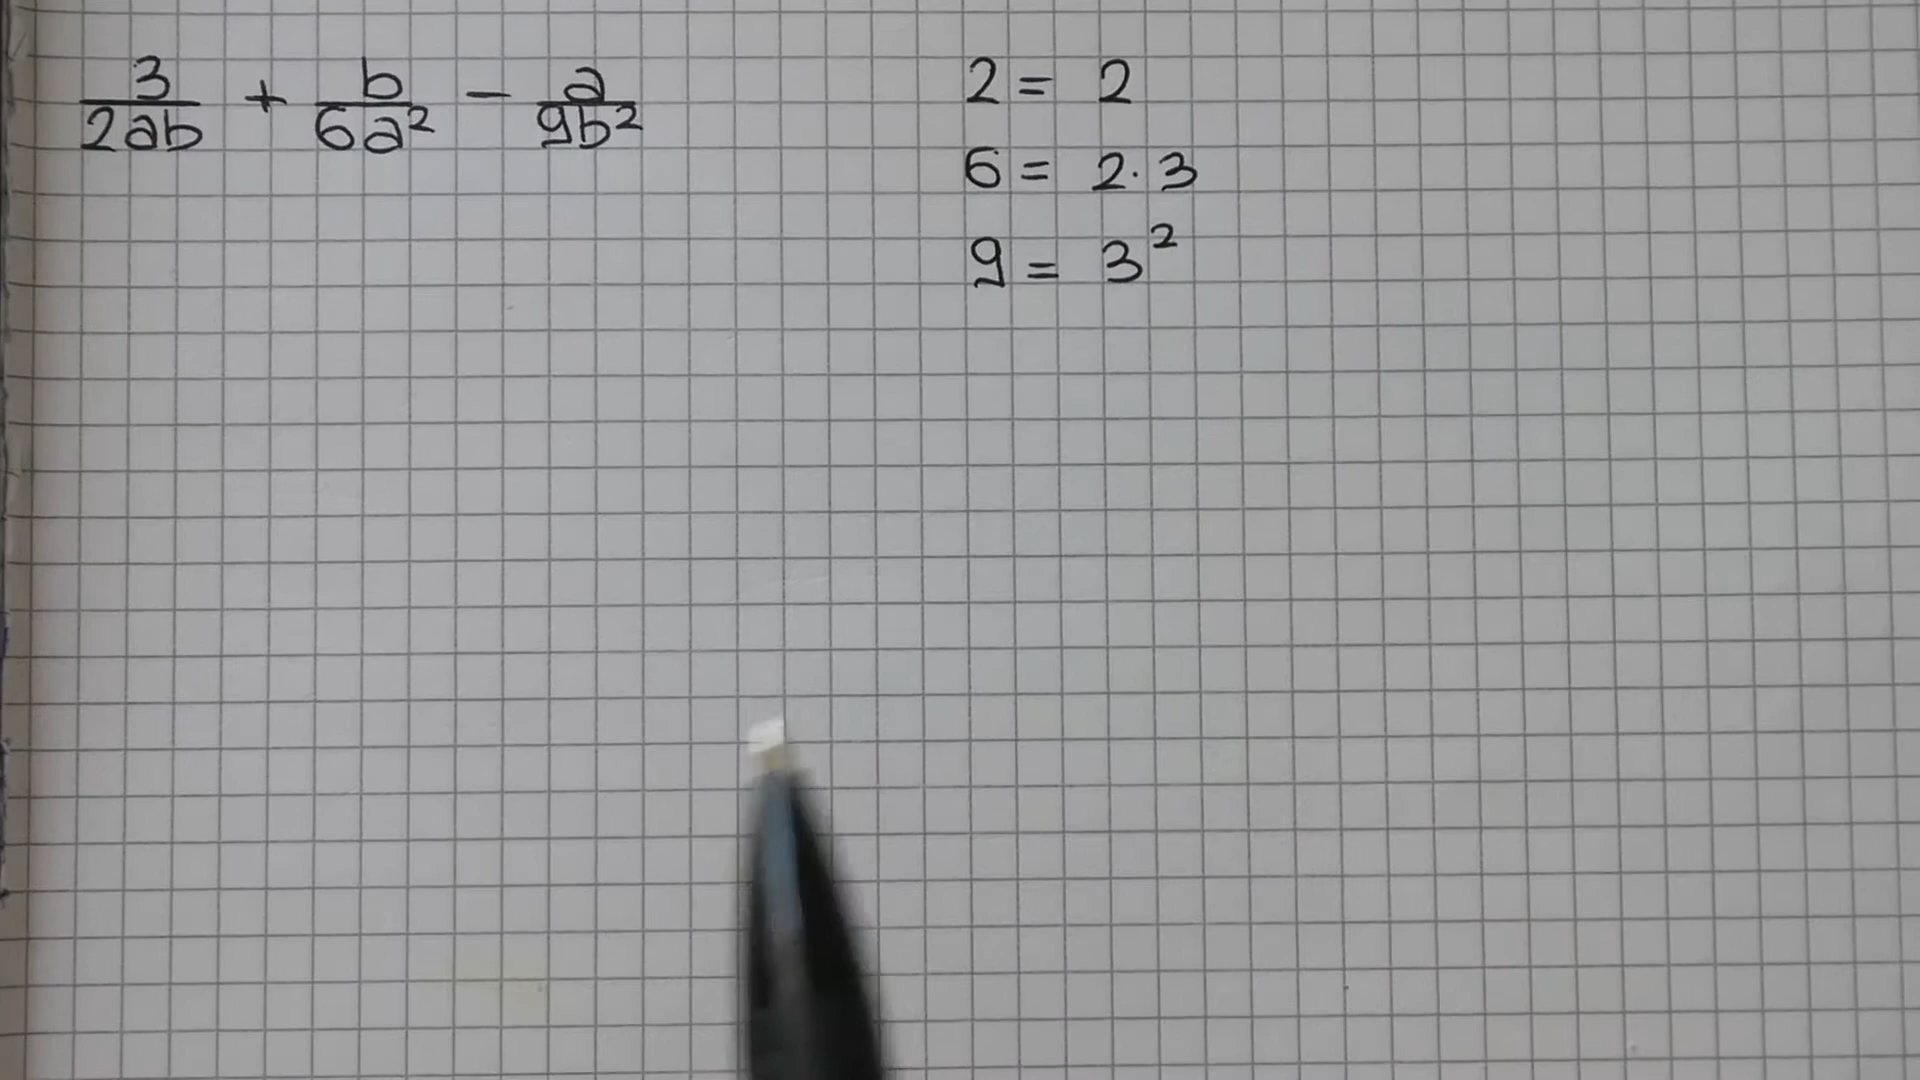 3/2ab + b/6a² − a/9b²
2 = 2
6 = 2·3
9 = 3²